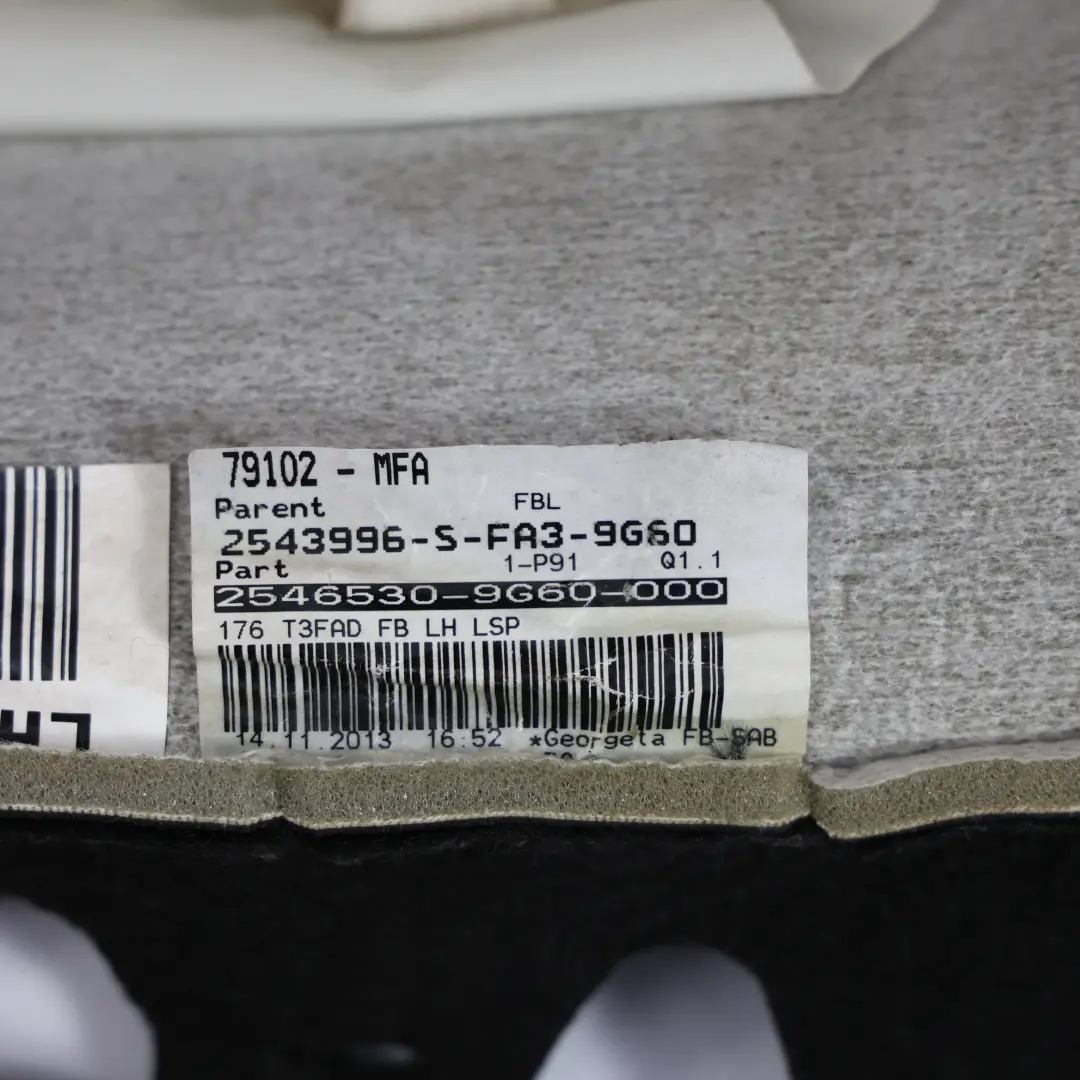 79102 - MFA
Parent FBL
2543996-S-FA3-9G60
Part 1-P91 Q1.1
2546530-9G60-000
176 T3FAD FB LH LSP
14.11.2013 16:52 *Georgeta FB-SAB
LH